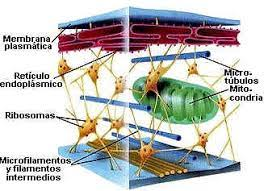 Membrana
plasmática
Retículo
endoplásmico
Ribosomas
Microfilamentos
y filamentos
intermedios
Micro-
túbulos
Mito-
condria